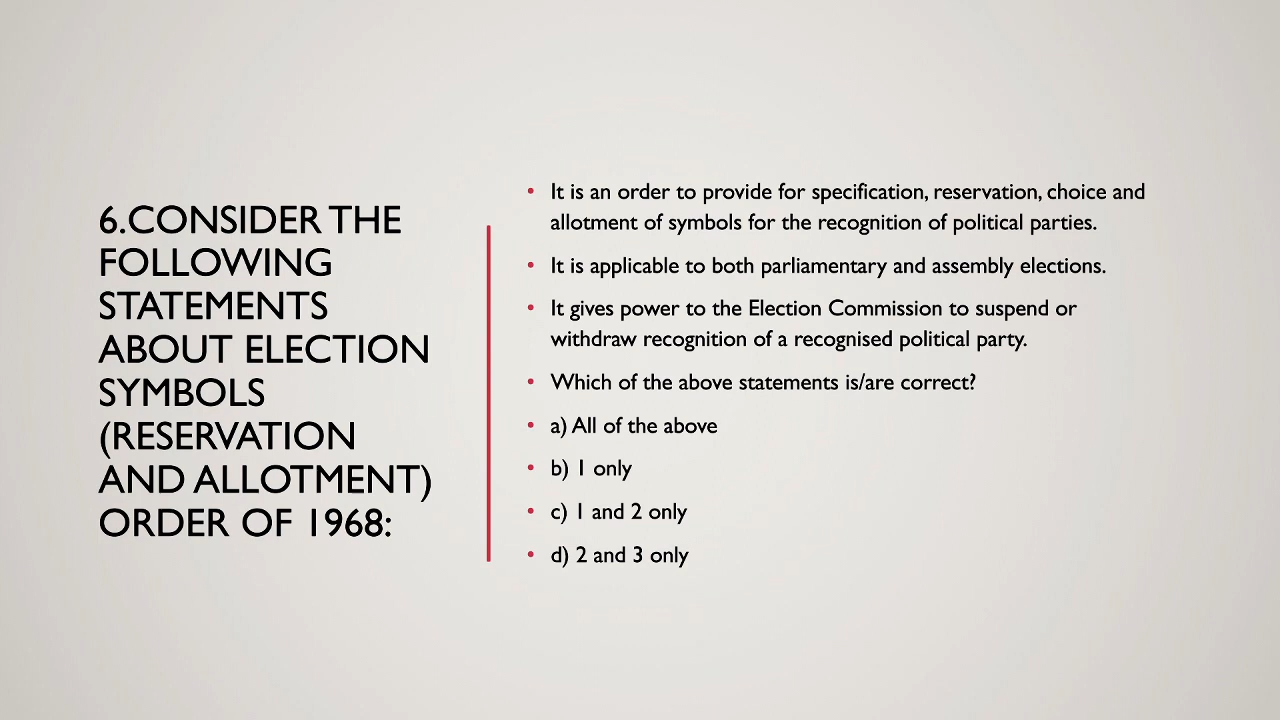 6.CONSIDER THE
FOLLOWING
STATEMENTS
ABOUT ELECTION
SYMBOLS
(RESERVATION
AND ALLOTMENT)
ORDER OF 1968:
• It is an order to provide for specification, reservation, choice and
allotment of symbols for the recognition of political parties.
• It is applicable to both parliamentary and assembly elections.
• It gives power to the Election Commission to suspend or
withdraw recognition of a recognised political party.
• Which of the above statements is/are correct?
• a) All of the above
• b) 1 only
• c) 1 and 2 only
• d) 2 and 3 only